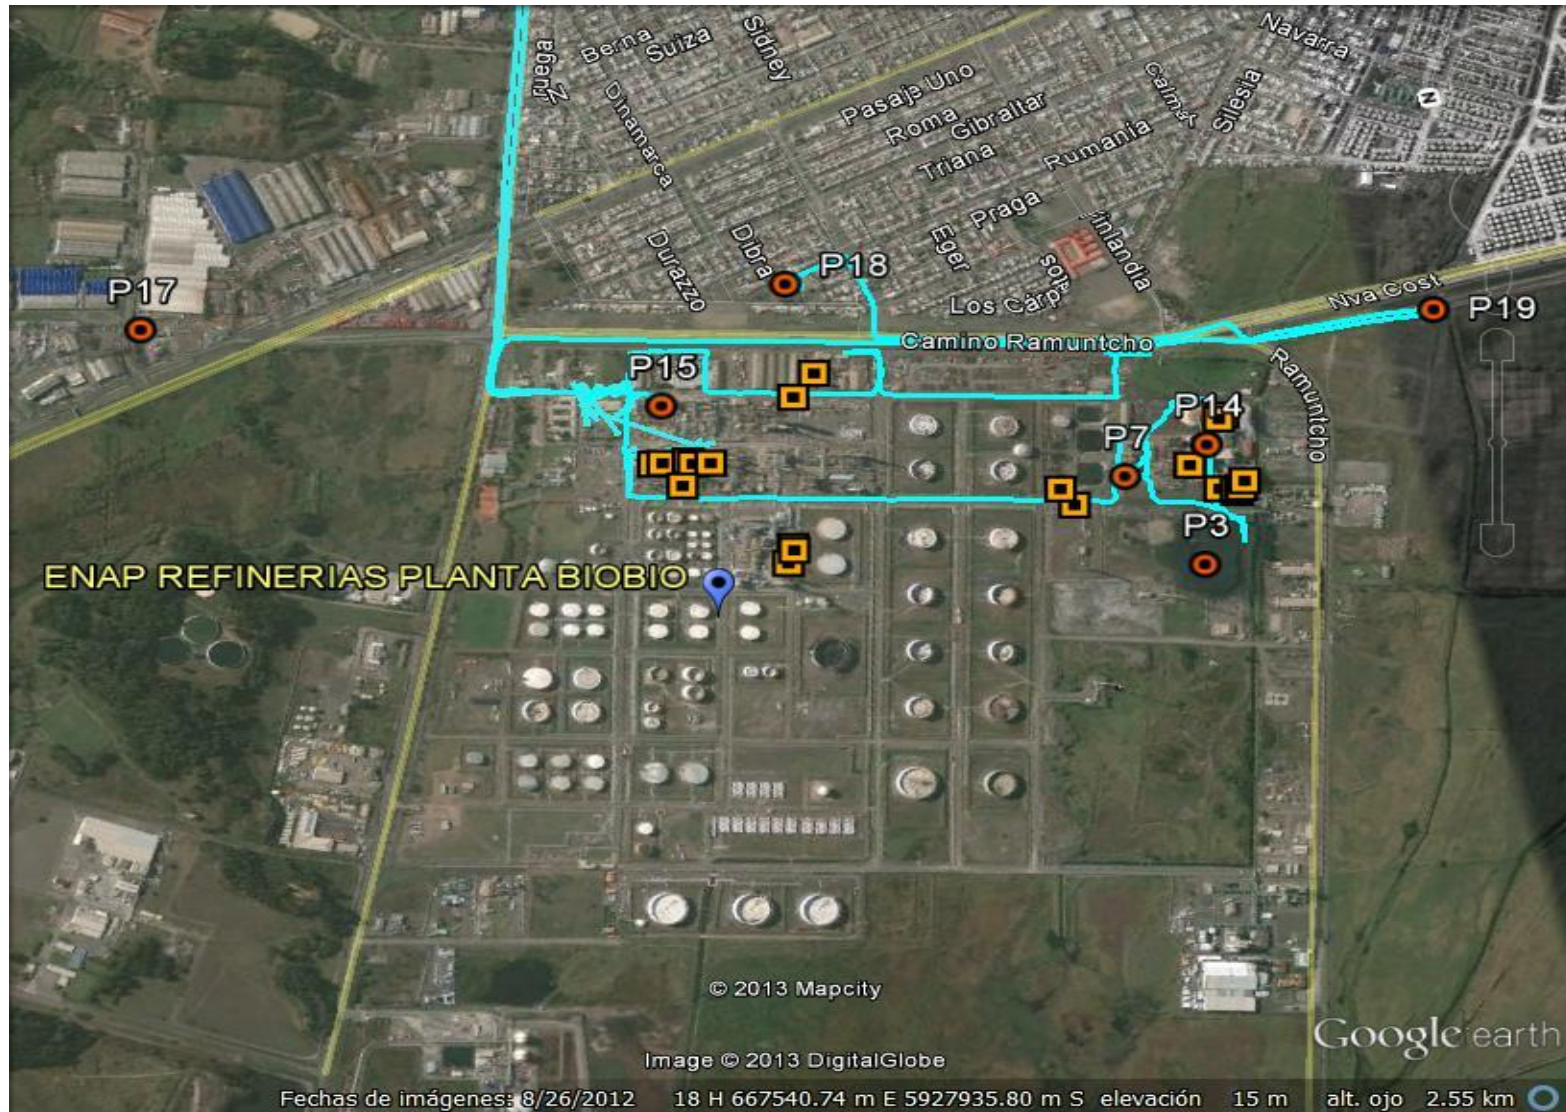 Berna
Suiza
Sidney
Navarra
ruega
N
Dinamarca
Pasaje Uno
Roma
Gibraltar
Calma
Silesia
N
Triana
Rumania
Praga
Durazzo
Dibra
Eger
inlandia
P18
P17
Los Carp
Nva Cost
P19
Camino Ramuntcho
Ramuntcho
P15
P14
P7
P3
ENAP REFINERIAS PLANTA BIOBIO
© 2013 Mapcity
Google earth
Image © 2013 DigitalGlobe
Fechas de imágenes: 8/26/2012 18 H 667540.74 m E 5927935.80 m S elevación 15 m alt. ojo 2.55 km